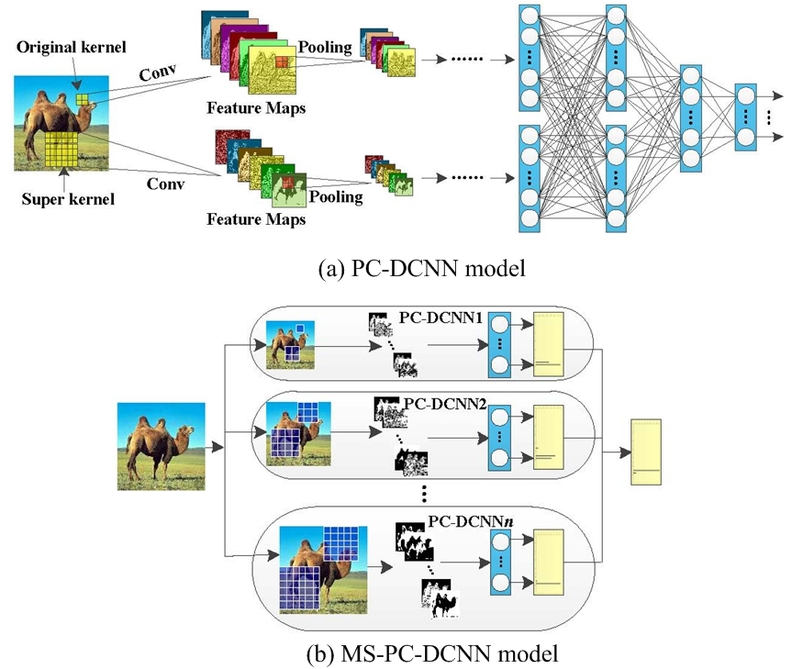 Original kernel
Conv
Pooling
Feature Maps
Conv
Super kernel
Pooling
Feature Maps
(a) PC-DCNN model
PC-DCNN1
PC-DCNN2
PC-DCNNn
(b) MS-PC-DCNN model